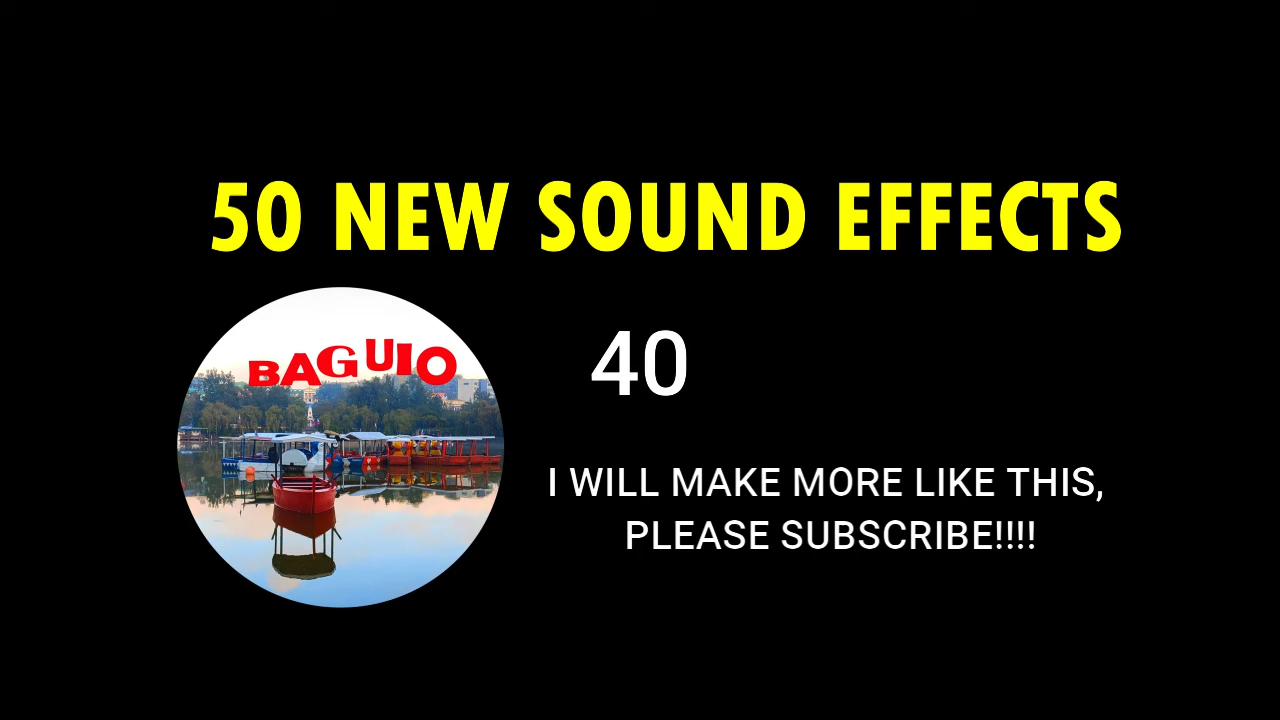 50 NEW SOUND EFFECTS
BAGUIO
40
I WILL MAKE MORE LIKE THIS,
PLEASE SUBSCRIBE!!!!